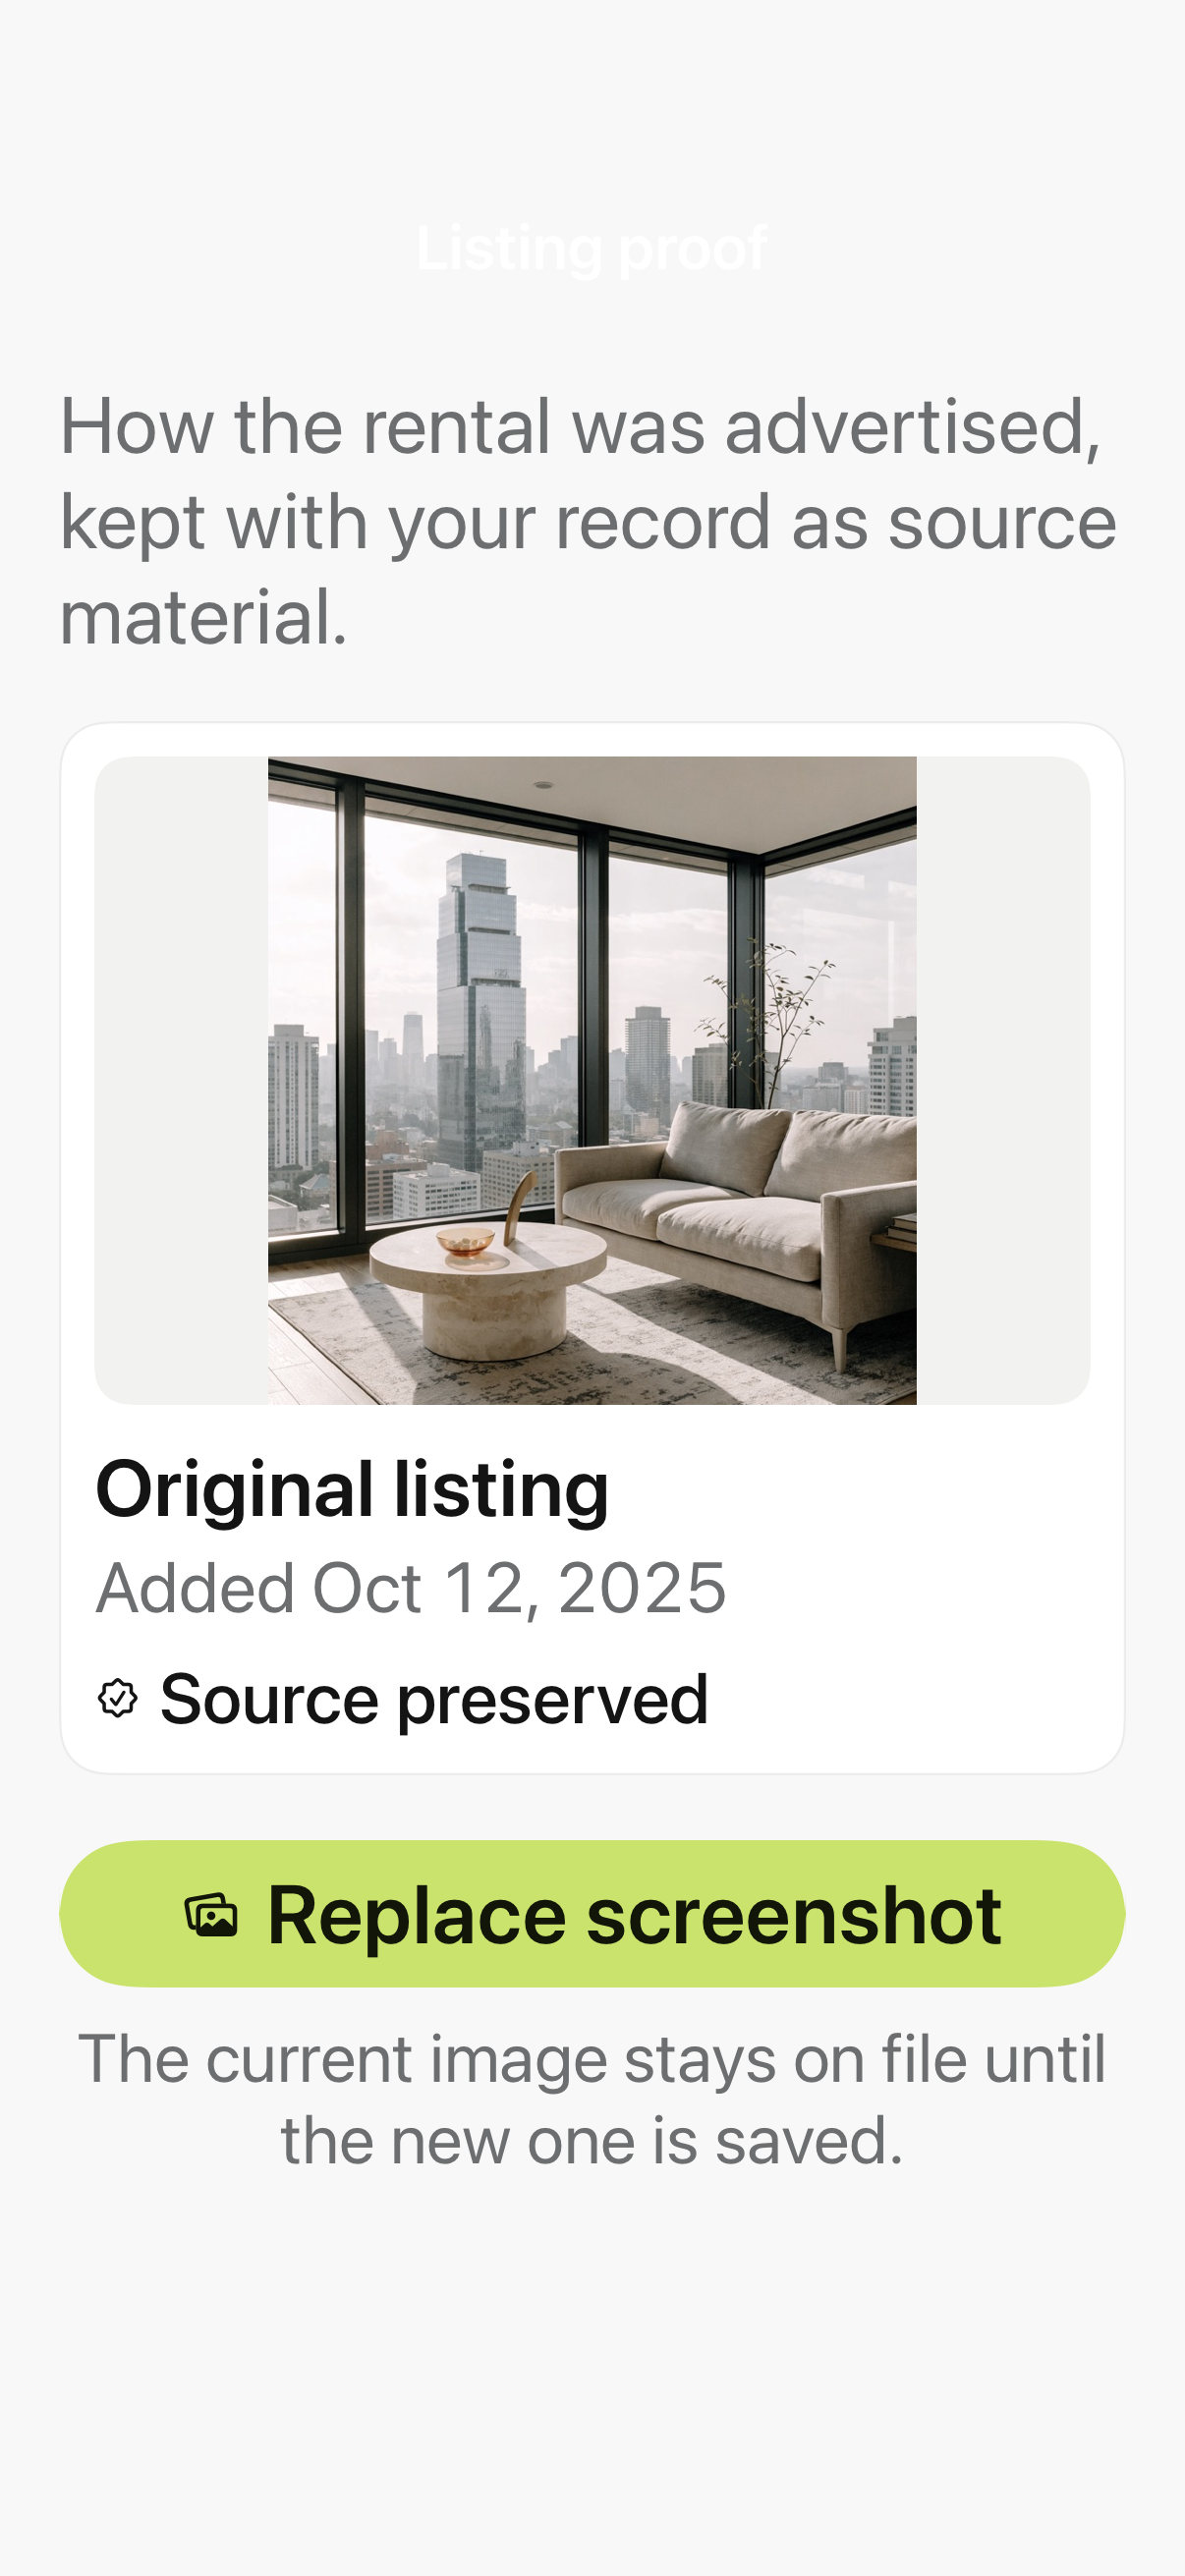 Listing proof
How the rental was advertised,
kept with your record as source
material.
Original listing
Added Oct 12, 2025
Source preserved
Replace screenshot
The current image stays on file until
the new one is saved.